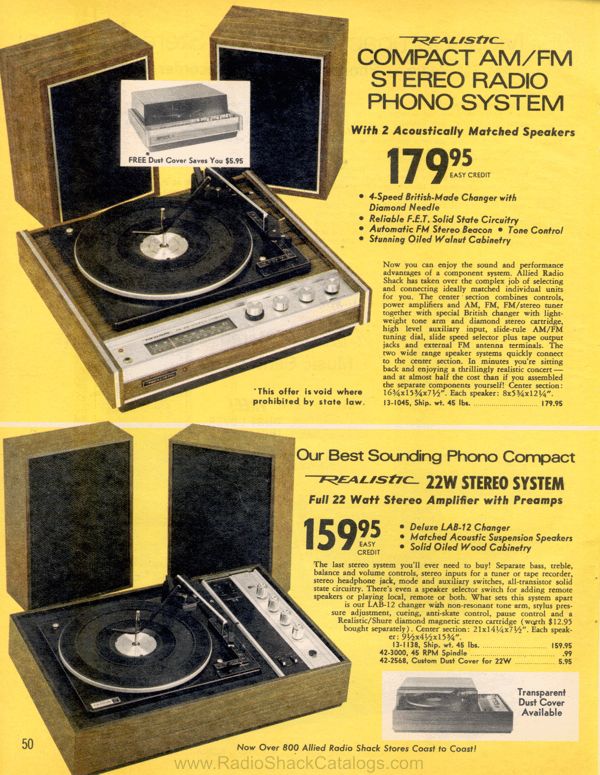 REALISTIC
COMPACT AM/FM
STEREO RADIO
PHONO SYSTEM
With 2 Acoustically Matched Speakers
179 95
EASY CREDIT
FREE Dust Cover Saves You $5.95
• 4-Speed British-Made Changer with
Diamond Needle
• Reliable F.E.T. Solid State Circuitry
• Automatic FM Stereo Beacon • Tone Control
• Stunning Oiled Walnut Cabinetry
Now you can enjoy the sound and performance
advantages of a component system. Allied Radio
Shack has taken over the complex job of selecting
and connecting ideally matched individual units
for you. The center section combines controls,
power amplifiers and AM, FM, FM/stereo tuner
together with special British changer with light-
weight tone arm and diamond stereo cartridge,
high level auxiliary input, slide-rule AM/FM
tuning dial, slide speed selector plus tape output
jacks and external FM antenna terminals. The
two wide range speaker systems quickly connect
to the center section. In minutes you're sitting
back and enjoying a thrillingly realistic concert —
and at almost half the cost than if you assembled
the separate components yourself! Center section:
16¾x15¾x7½". Each speaker: 8x5¾x12¼".
13-1045, Ship. wt. 45 lbs. .................... 179.95
*This offer is void where
prohibited by state law.
Our Best Sounding Phono Compact
REALISTIC 22W STEREO SYSTEM
Full 22 Watt Stereo Amplifier with Preamps
159 95
EASY
CREDIT
• Deluxe LAB-12 Changer
• Matched Acoustic Suspension Speakers
• Solid Oiled Wood Cabinetry
The last stereo system you'll ever need to buy! Separate bass, treble,
balance and volume controls, stereo inputs for a tuner or tape recorder,
stereo headphone jack, mode and auxiliary switches, all-transistor solid
state circuitry. There's even a speaker selector switch for adding remote
speakers or playing local, remote or both. What sets this system apart
is our LAB-12 changer with non-resonant tone arm, stylus pres-
sure adjustment, cueing, anti-skate control, pause control and a
Realistic/Shure diamond magnetic stereo cartridge (worth $12.95
bought separately). Center section: 21x14¼x7½". Each speak-
er: 9½x4½x15¾".
13-1138, Ship. wt. 45 lbs. .................... 159.95
42-3000, 45 RPM Spindle .................... .99
42-2568, Custom Dust Cover for 22W ........ 5.95
Transparent
Dust Cover
Available
50
Now Over 800 Allied Radio Shack Stores Coast to Coast!
www.RadioShackCatalogs.com